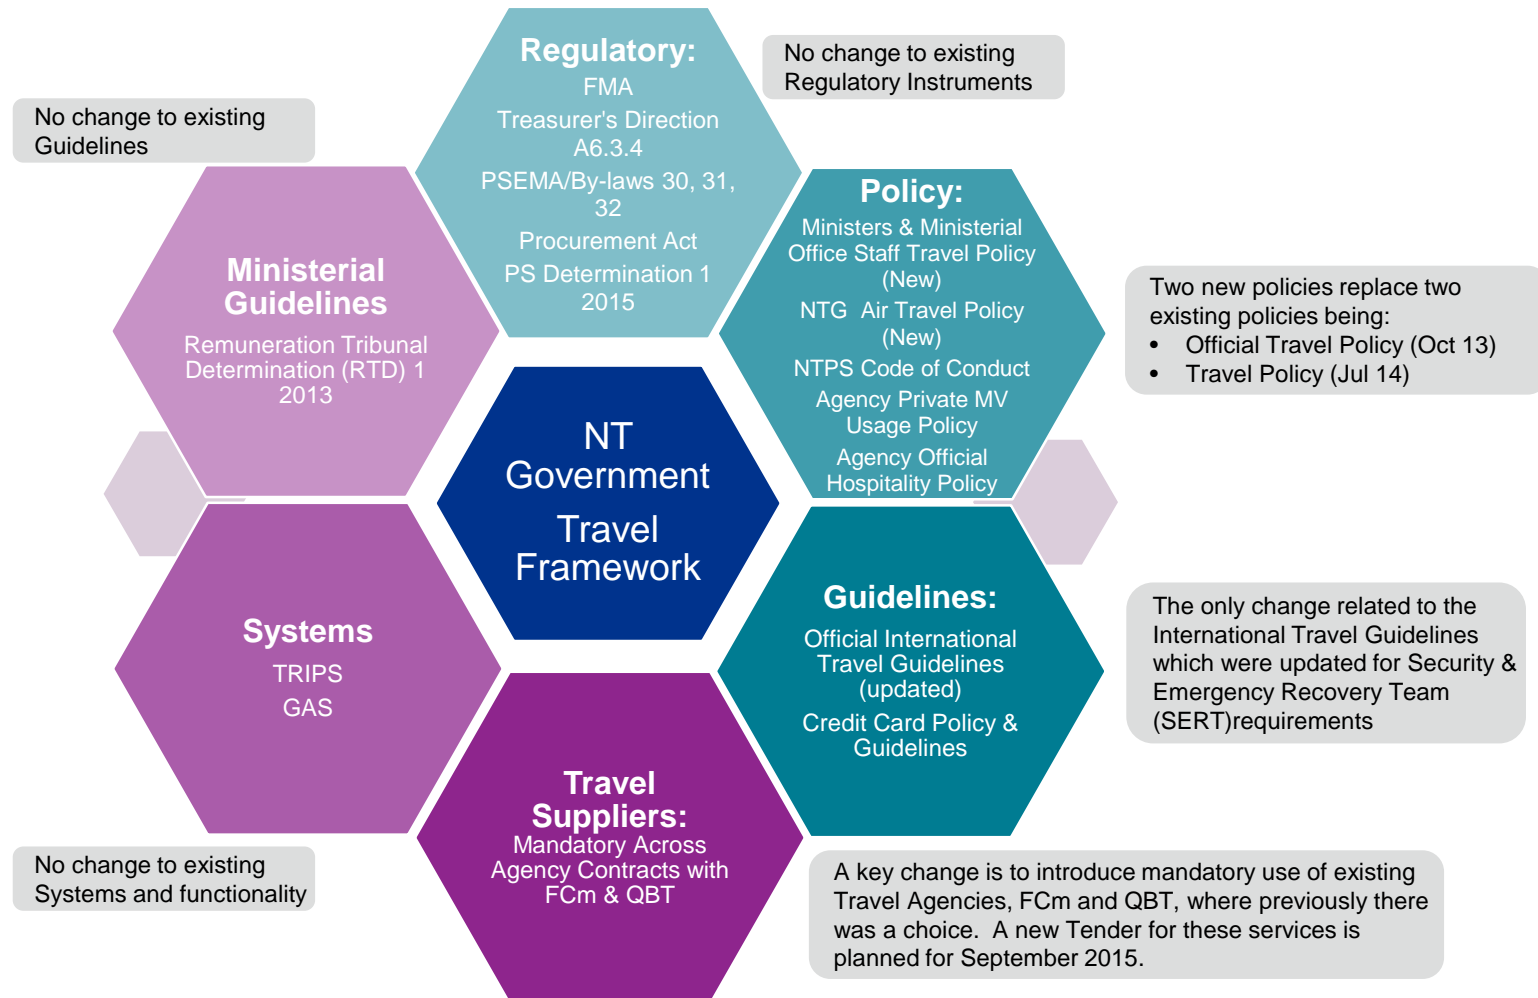 Regulatory:
FMA
Treasurer's Direction
A6.3.4
PSEMA/By-laws 30, 31,
32
Procurement Act
PS Determination 1
2015
No change to existing
Regulatory Instruments
No change to existing
Guidelines
Ministerial
Guidelines
Remuneration Tribunal
Determination (RTD) 1
2013
Policy:
Ministers & Ministerial
Office Staff Travel Policy
(New)
NTG  Air Travel Policy
(New)
NTPS Code of Conduct
Agency Private MV
Usage Policy
Agency Official
Hospitality Policy
Two new policies replace two
existing policies being:
• Official Travel Policy (Oct 13)
• Travel Policy (Jul 14)
NT
Government
Travel
Framework
Systems
TRIPS
GAS
Guidelines:
Official International
Travel Guidelines
(updated)
Credit Card Policy &
Guidelines
The only change related to the
International Travel Guidelines
which were updated for Security &
Emergency Recovery Team
(SERT)requirements
Travel
Suppliers:
Mandatory Across
Agency Contracts with
FCm & QBT
No change to existing
Systems and functionality
A key change is to introduce mandatory use of existing
Travel Agencies, FCm and QBT, where previously there
was a choice.  A new Tender for these services is
planned for September 2015.